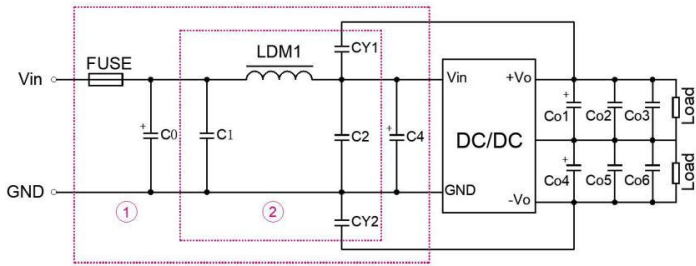 CY1
FUSE
LDM1
Vin
Vin
+Vo
C0
C1
C2
C4
DC/DC
Co1
Co2
Co3
Load
Co4
Co5
Co6
Load
GND
GND
-Vo
①
②
CY2